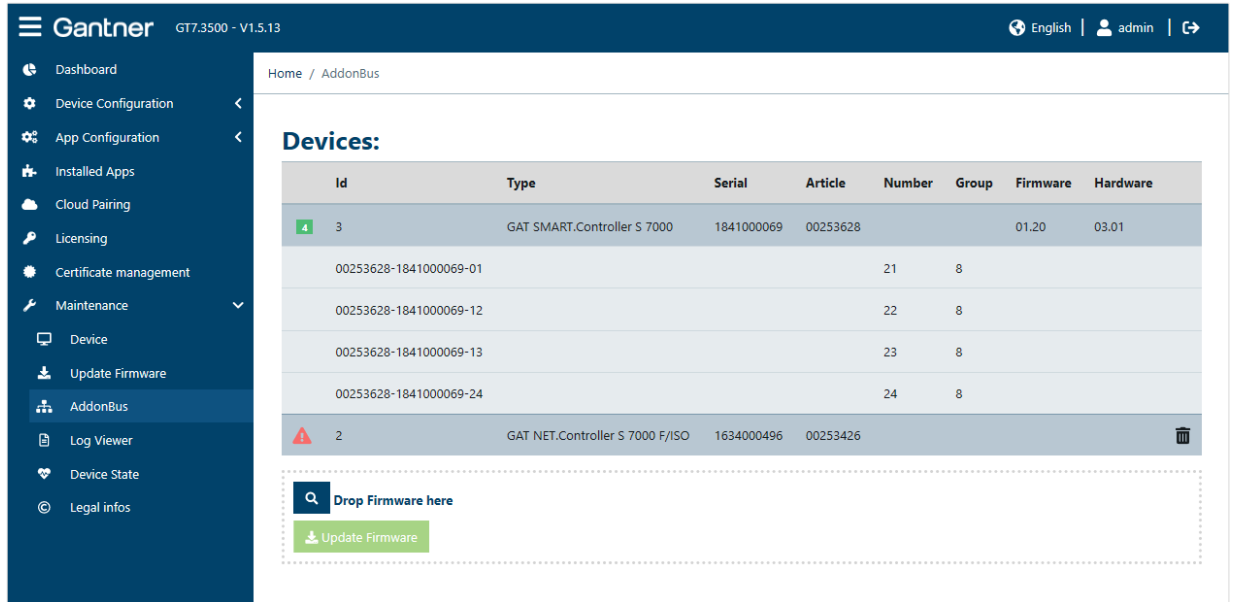 Gantner GT7.3500 - V1.5.13 English | admin |
Dashboard
Device Configuration
App Configuration
Installed Apps
Cloud Pairing
Licensing
Certificate management
Maintenance
Device
Update Firmware
AddonBus
Log Viewer
Device State
Legal infos
Home / AddonBus
Devices:
Id Type Serial Article Number Group Firmware Hardware
4 3 GAT SMART.Controller S 7000 1841000069 00253628 01.20 03.01
00253628-1841000069-01 21 8
00253628-1841000069-12 22 8
00253628-1841000069-13 23 8
00253628-1841000069-24 24 8
2 GAT NET.Controller S 7000 F/ISO 1634000496 00253426
Drop Firmware here
Update Firmware